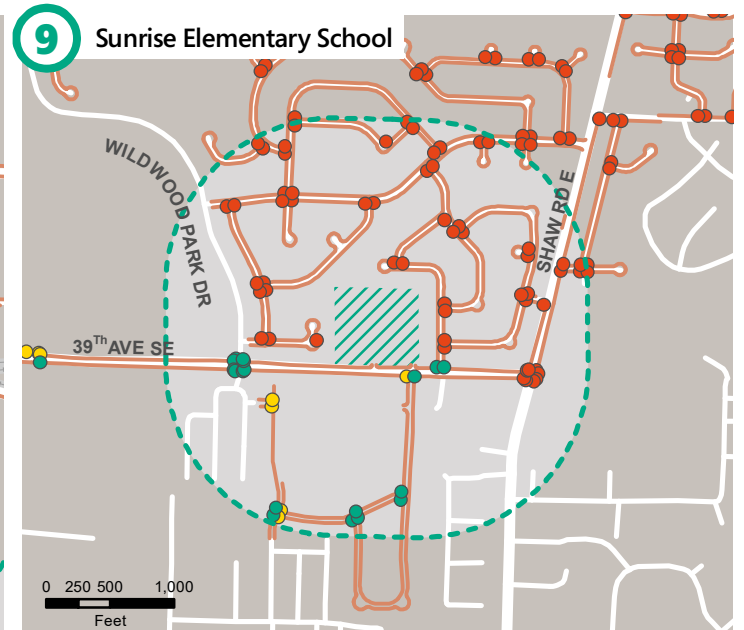 9 Sunrise Elementary School
WILDWOOD PARK DR
SHAW RD E
39Th AVE SE
0 250 500 1,000
Feet